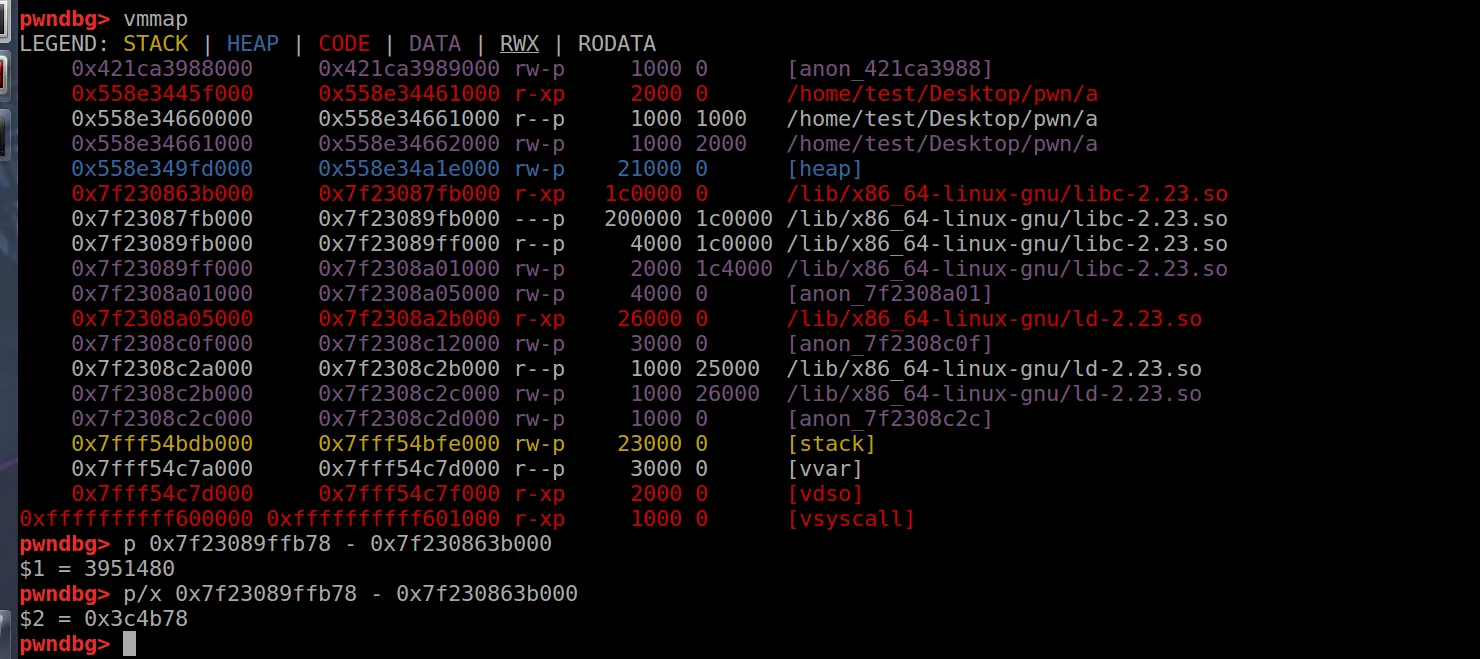 pwndbg> vmmap
LEGEND: STACK | HEAP | CODE | DATA | RWX | RODATA
0x421ca3988000 0x421ca3989000 rw-p 1000 0 [anon_421ca3988]
0x558e3445f000 0x558e34461000 r-xp 2000 0 /home/test/Desktop/pwn/a
0x558e34660000 0x558e34661000 r--p 1000 1000 /home/test/Desktop/pwn/a
0x558e34661000 0x558e34662000 rw-p 1000 2000 /home/test/Desktop/pwn/a
0x558e349fd000 0x558e34a1e000 rw-p 21000 0 [heap]
0x7f230863b000 0x7f23087fb000 r-xp 1c0000 0 /lib/x86_64-linux-gnu/libc-2.23.so
0x7f23087fb000 0x7f23089fb000 ---p 200000 1c0000 /lib/x86_64-linux-gnu/libc-2.23.so
0x7f23089fb000 0x7f23089ff000 r--p 4000 1c0000 /lib/x86_64-linux-gnu/libc-2.23.so
0x7f23089ff000 0x7f2308a01000 rw-p 2000 1c4000 /lib/x86_64-linux-gnu/libc-2.23.so
0x7f2308a01000 0x7f2308a05000 rw-p 4000 0 [anon_7f2308a01]
0x7f2308a05000 0x7f2308a2b000 r-xp 26000 0 /lib/x86_64-linux-gnu/ld-2.23.so
0x7f2308c0f000 0x7f2308c12000 rw-p 3000 0 [anon_7f2308c0f]
0x7f2308c2a000 0x7f2308c2b000 r--p 1000 25000 /lib/x86_64-linux-gnu/ld-2.23.so
0x7f2308c2b000 0x7f2308c2c000 rw-p 1000 26000 /lib/x86_64-linux-gnu/ld-2.23.so
0x7f2308c2c000 0x7f2308c2d000 rw-p 1000 0 [anon_7f2308c2c]
0x7fff54bdb000 0x7fff54bfe000 rw-p 23000 0 [stack]
0x7fff54c7a000 0x7fff54c7d000 r--p 3000 0 [vvar]
0x7fff54c7d000 0x7fff54c7f000 r-xp 2000 0 [vdso]
0xffffffffff600000 0xffffffffff601000 r-xp 1000 0 [vsyscall]
pwndbg> p 0x7f23089ffb78 - 0x7f230863b000
$1 = 3951480
pwndbg> p/x 0x7f23089ffb78 - 0x7f230863b000
$2 = 0x3c4b78
pwndbg>